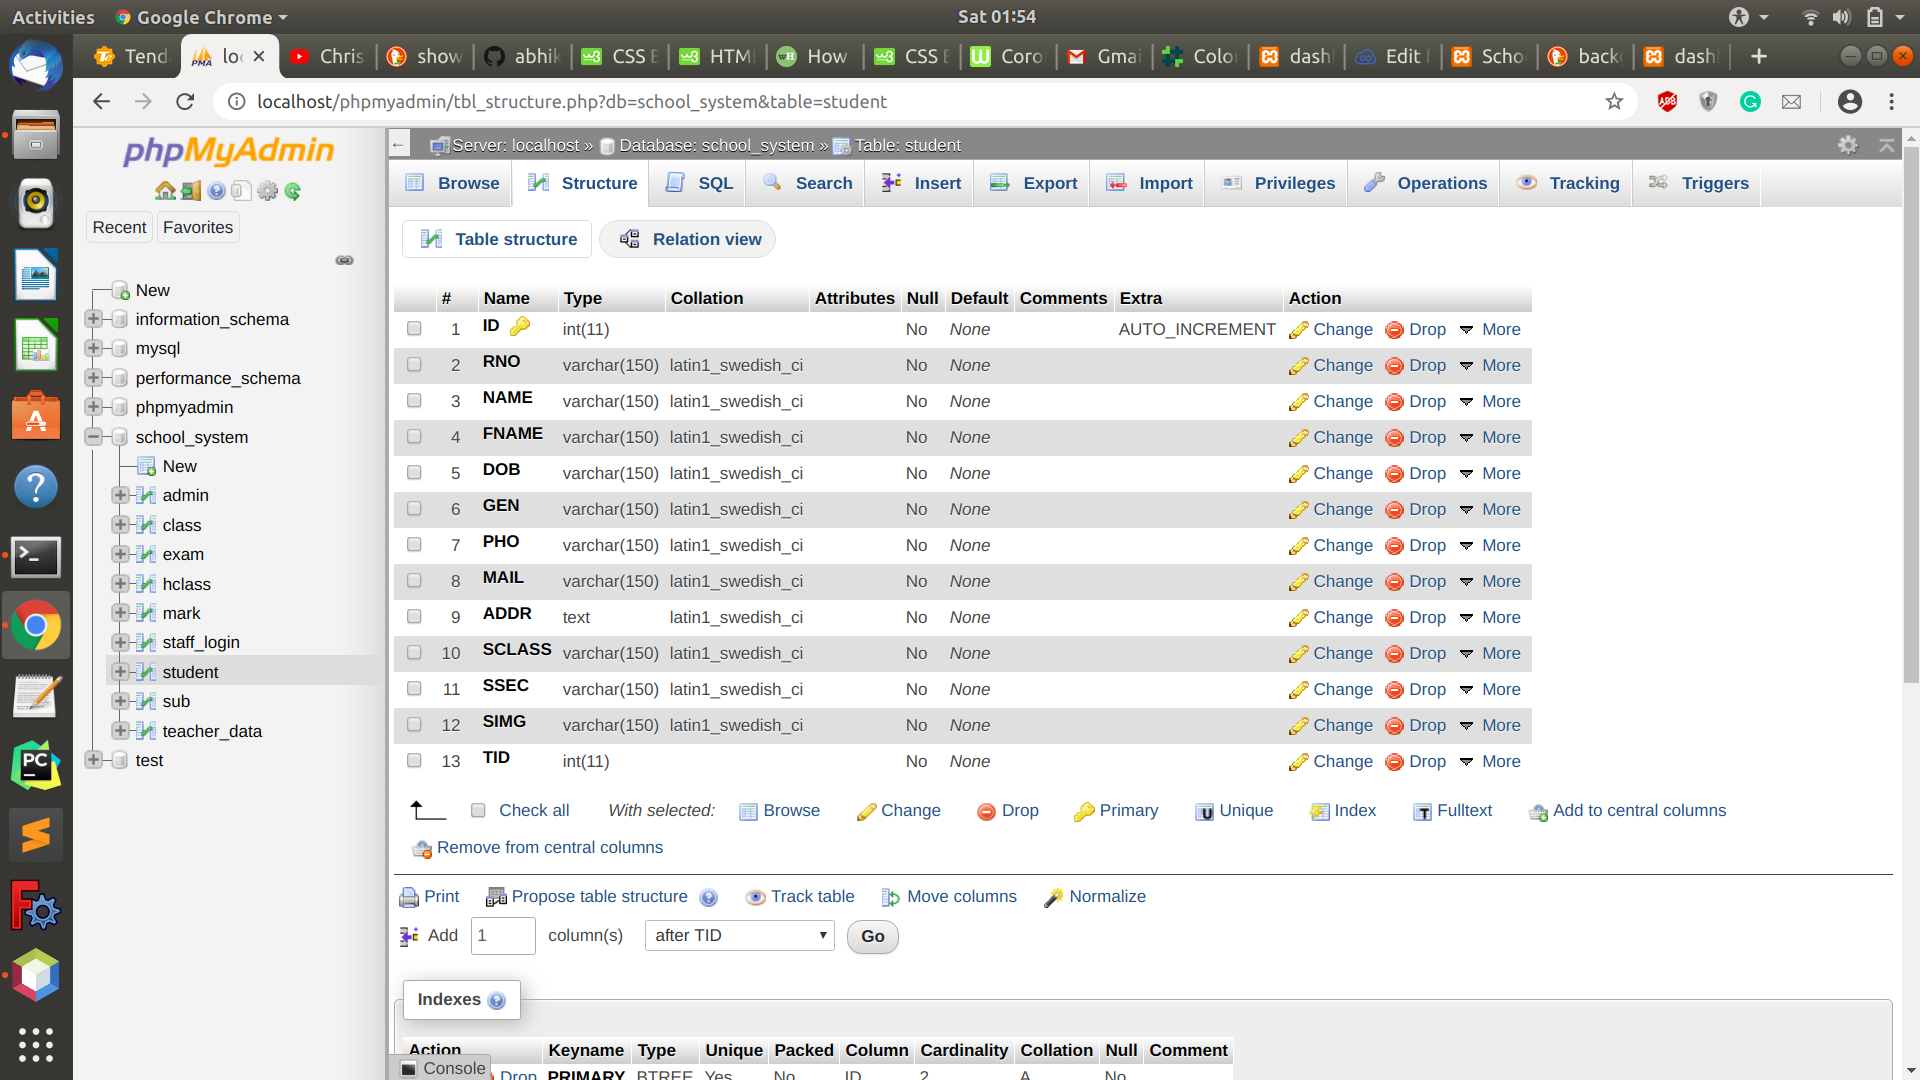 Activities Google Chrome Sat 01:54
Tend lo Chris show abhik CSS HTM How CSS Coro Gmai Color dash Edit Scho back dash
localhost/phpmyadmin/tbl_structure.php?db=school_system&table=student
phpMyAdmin
Recent Favorites
New
information_schema
mysql
performance_schema
phpmyadmin
school_system
New
admin
class
exam
hclass
mark
staff_login
student
sub
teacher_data
test
Server: localhost » Database: school_system » Table: student
Browse Structure SQL Search Insert Export Import Privileges Operations Tracking Triggers
Table structure Relation view
# Name Type Collation Attributes Null Default Comments Extra Action
1 ID int(11) No None AUTO_INCREMENT Change Drop More
2 RNO varchar(150) latin1_swedish_ci No None Change Drop More
3 NAME varchar(150) latin1_swedish_ci No None Change Drop More
4 FNAME varchar(150) latin1_swedish_ci No None Change Drop More
5 DOB varchar(150) latin1_swedish_ci No None Change Drop More
6 GEN varchar(150) latin1_swedish_ci No None Change Drop More
7 PHO varchar(150) latin1_swedish_ci No None Change Drop More
8 MAIL varchar(150) latin1_swedish_ci No None Change Drop More
9 ADDR text latin1_swedish_ci No None Change Drop More
10 SCLASS varchar(150) latin1_swedish_ci No None Change Drop More
11 SSEC varchar(150) latin1_swedish_ci No None Change Drop More
12 SIMG varchar(150) latin1_swedish_ci No None Change Drop More
13 TID int(11) No None Change Drop More
Check all With selected: Browse Change Drop Primary Unique Index Fulltext Add to central columns
Remove from central columns
Print Propose table structure Track table Move columns Normalize
Add 1 column(s) after TID Go
Indexes
Action Keyname Type Unique Packed Column Cardinality Collation Null Comment
Drop PRIMARY BTREE Yes No ID 2 A No
Console